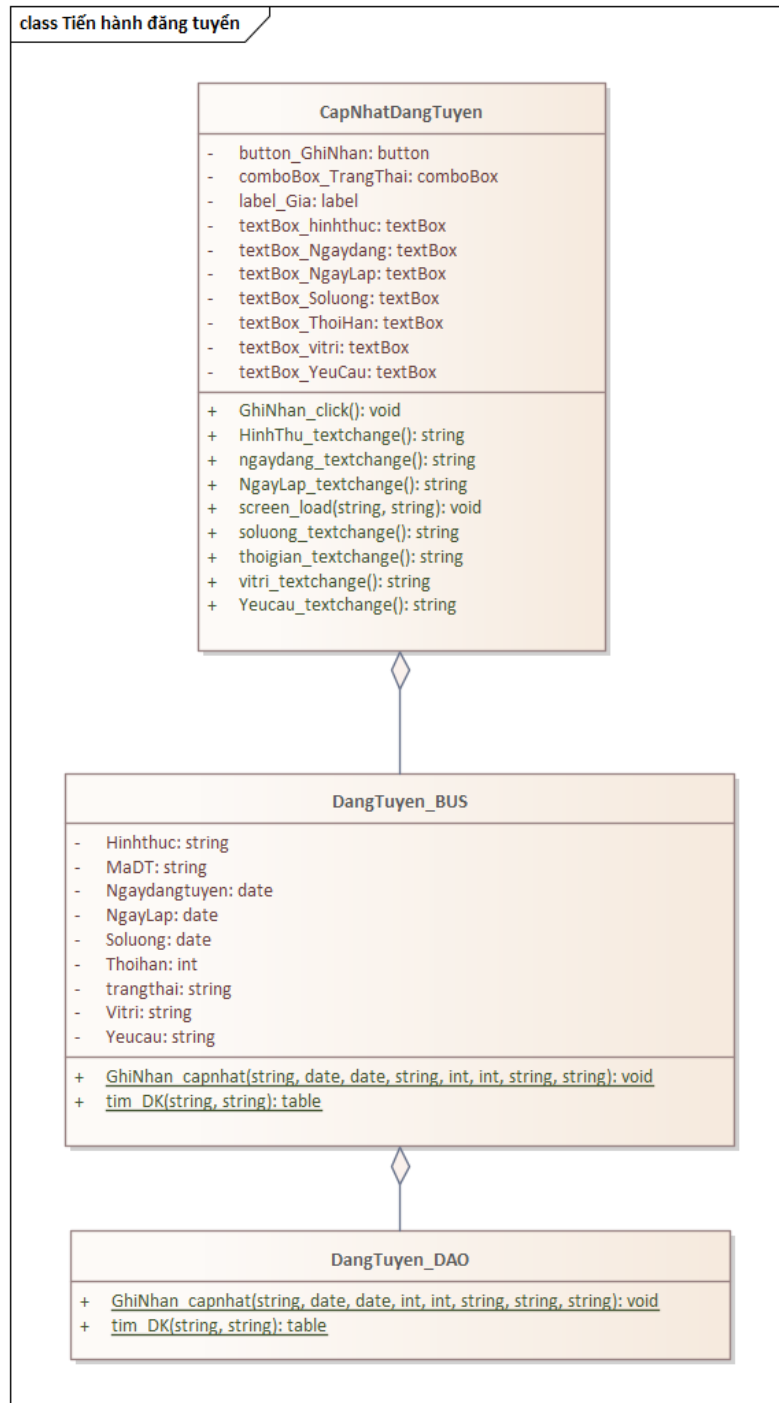 class Tiến hành đăng tuyển
CapNhatDangTuyen
- button_GhiNhan: button
- comboBox_TrangThai: comboBox
- label_Gia: label
- textBox_hinhthuc: textBox
- textBox_Ngaydang: textBox
- textBox_NgayLap: textBox
- textBox_Soluong: textBox
- textBox_ThoiHan: textBox
- textBox_vitri: textBox
- textBox_YeuCau: textBox
+ GhiNhan_click(): void
+ HinhThu_textchange(): string
+ ngaydang_textchange(): string
+ NgayLap_textchange(): string
+ screen_load(string, string): void
+ soluong_textchange(): string
+ thoigian_textchange(): string
+ vitri_textchange(): string
+ Yeucau_textchange(): string
DangTuyen_BUS
- Hinhthuc: string
- MaDT: string
- Ngaydangtuyen: date
- NgayLap: date
- Soluong: date
- Thoihan: int
- trangthai: string
- Vitri: string
- Yeucau: string
+ GhiNhan_capnhat(string, date, date, string, int, int, string, string): void
+ tim_DK(string, string): table
DangTuyen_DAO
+ GhiNhan_capnhat(string, date, date, int, int, string, string, string): void
+ tim_DK(string, string): table